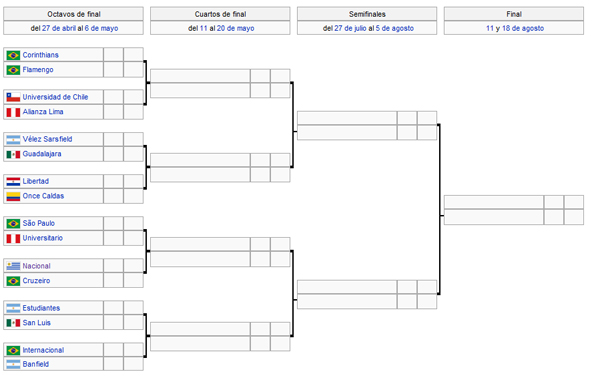 Octavos de final
Cuartos de final
Semifinales
Final
del 27 de abril al 6 de mayo
del 11 al 20 de mayo
del 27 de julio al 5 de agosto
11 y 18 de agosto
Corinthians
Flamengo
Universidad de Chile
Alianza Lima
Vélez Sarsfield
Guadalajara
Libertad
Once Caldas
São Paulo
Universitario
Nacional
Cruzeiro
Estudiantes
San Luis
Internacional
Banfield